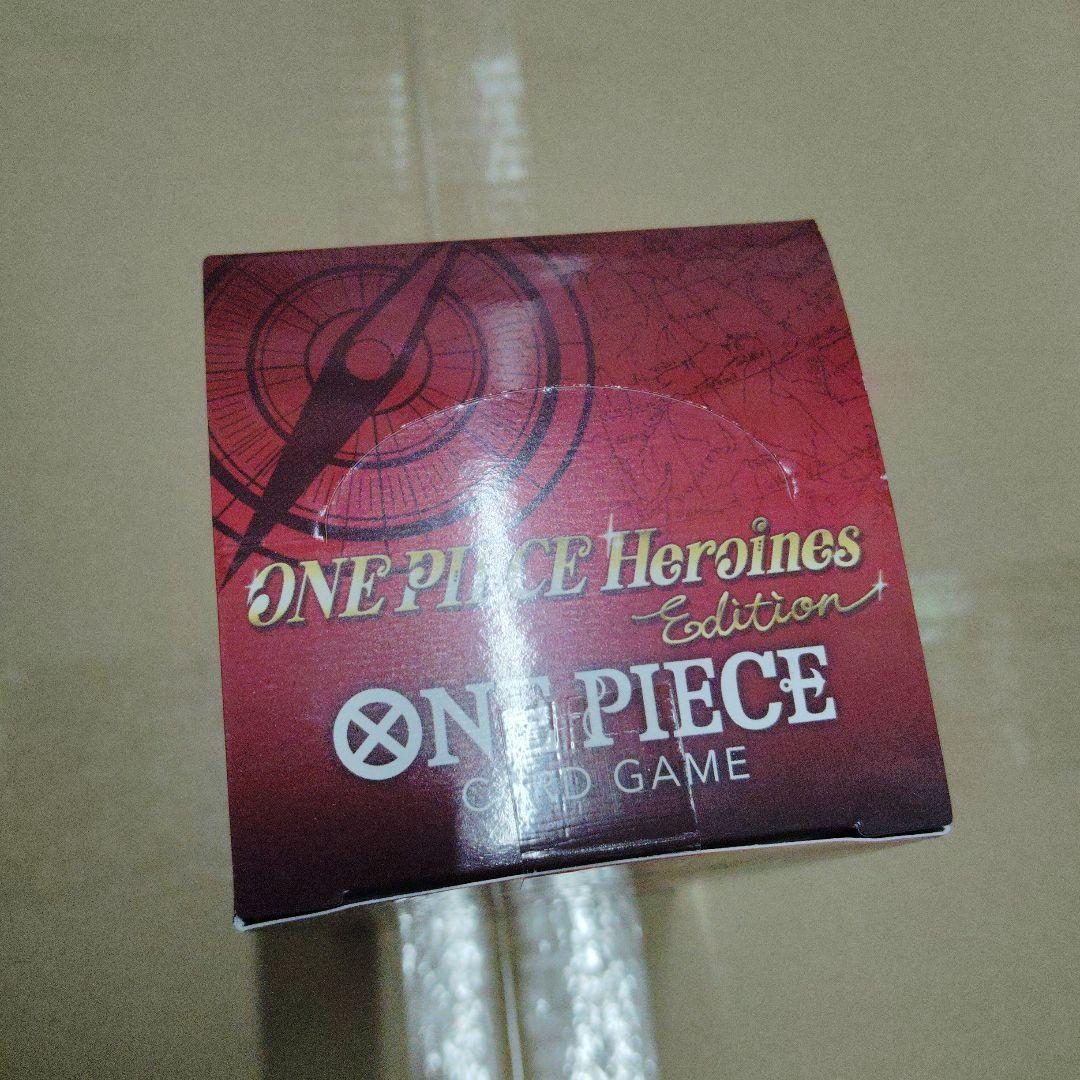 ONE PIECE Heroines
Edition
ONE PIECE
CARD GAME